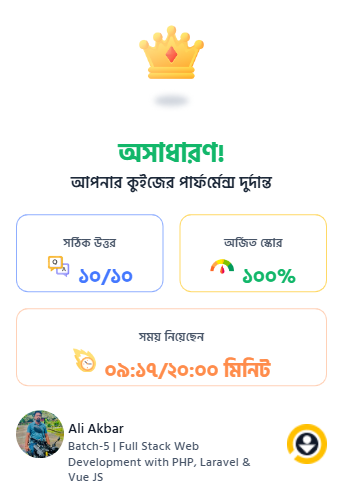 অসাধারণ!
আপনার কুইজের পার্ফর্মেন্স দুর্দান্ত
সঠিক উত্তর
Q
A
১০/১০
অর্জিত স্কোর
১০০%
সময় নিয়েছেন
০৯:১৭/২০:০০ মিনিট
Ali Akbar
Batch-5 | Full Stack Web
Development with PHP, Laravel &
Vue JS